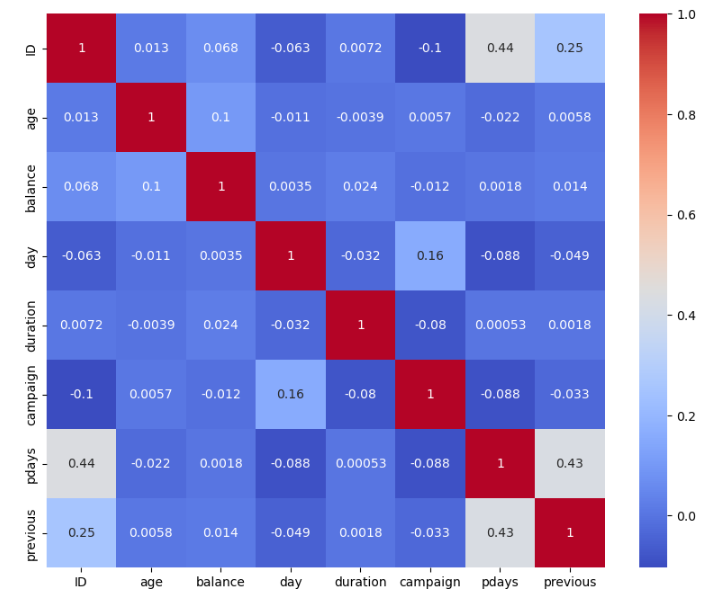 ID 1 0.013 0.068 -0.063 0.0072 -0.1 0.44 0.25
age 0.013 1 0.1 -0.011 -0.0039 0.0057 -0.022 0.0058
balance 0.068 0.1 1 0.0035 0.024 -0.012 0.0018 0.014
day -0.063 -0.011 0.0035 1 -0.032 0.16 -0.088 -0.049
duration 0.0072 -0.0039 0.024 -0.032 1 -0.08 0.00053 0.0018
campaign -0.1 0.0057 -0.012 0.16 -0.08 1 -0.088 -0.033
pdays 0.44 -0.022 0.0018 -0.088 0.00053 -0.088 1 0.43
previous 0.25 0.0058 0.014 -0.049 0.0018 -0.033 0.43 1
ID age balance day duration campaign pdays previous
1.0
0.8
0.6
0.4
0.2
0.0